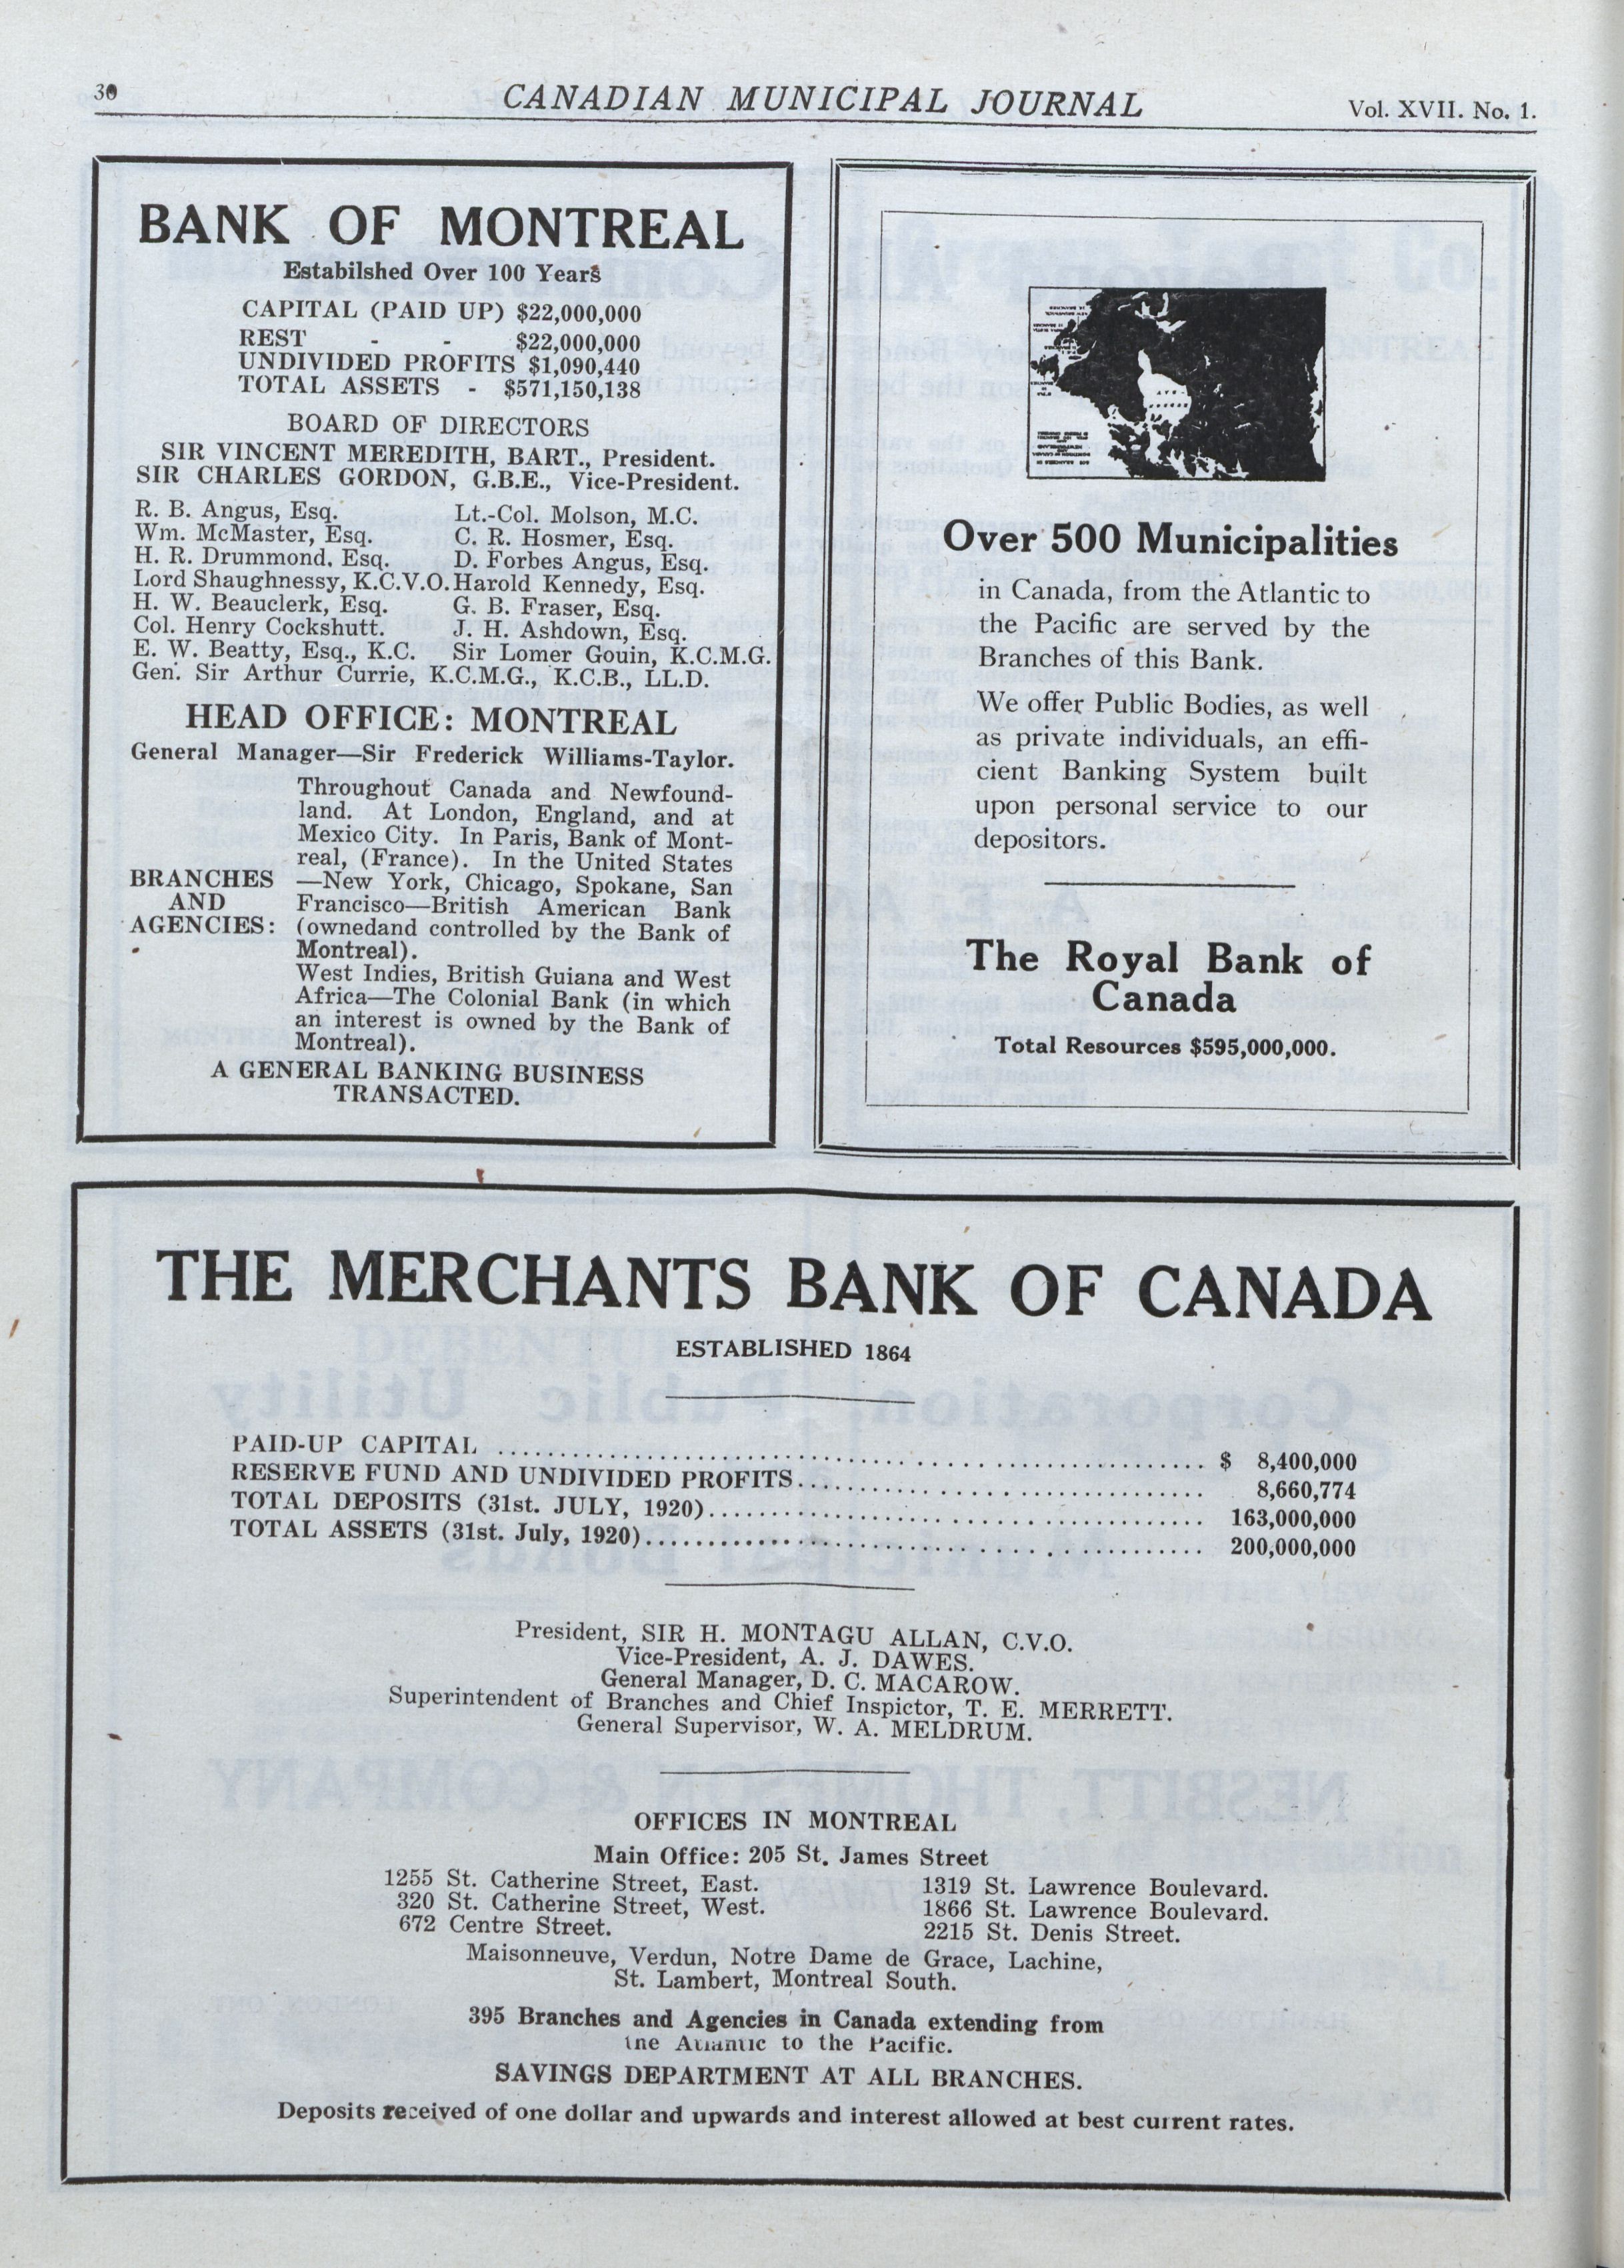 30
CANADIAN MUNICIPAL JOURNAL
Vol. XVII. No. 1.
BANK OF MONTREAL
Estabilshed Over 100 Years
CAPITAL (PAID UP) $22,000,000
REST - - $22,000,000
UNDIVIDED PROFITS $1,090,440
TOTAL ASSETS - $571,150,138
BOARD OF DIRECTORS
SIR VINCENT MEREDITH, BART., President.
SIR CHARLES GORDON, G.B.E., Vice-President.
R. B. Angus, Esq. Lt.-Col. Molson, M.C.
Wm. McMaster, Esq. C. R. Hosmer, Esq.
H. R. Drummond, Esq. D. Forbes Angus, Esq.
Lord Shaughnessy, K.C.V.O. Harold Kennedy, Esq.
H. W. Beauclerk, Esq. G. B. Fraser, Esq.
Col. Henry Cockshutt. J. H. Ashdown, Esq.
E. W. Beatty, Esq., K.C. Sir Lomer Gouin, K.C.M.G.
Gen. Sir Arthur Currie, K.C.M.G., K.C.B., LL.D.
HEAD OFFICE: MONTREAL
General Manager—Sir Frederick Williams-Taylor.
BRANCHES
AND
AGENCIES:
Throughout Canada and Newfound-
land. At London, England, and at
Mexico City. In Paris, Bank of Mont-
real, (France). In the United States
—New York, Chicago, Spokane, San
Francisco—British American Bank
(ownedand controlled by the Bank of
Montreal).
West Indies, British Guiana and West
Africa—The Colonial Bank (in which
an interest is owned by the Bank of
Montreal).
A GENERAL BANKING BUSINESS
TRANSACTED.
Over 500 Municipalities
in Canada, from the Atlantic to
the Pacific are served by the
Branches of this Bank.
We offer Public Bodies, as well
as private individuals, an effi-
cient Banking System built
upon personal service to our
depositors.
The Royal Bank of
Canada
Total Resources $595,000,000.
THE MERCHANTS BANK OF CANADA
ESTABLISHED 1864
PAID-UP CAPITAL ........................................ $ 8,400,000
RESERVE FUND AND UNDIVIDED PROFITS........................ 8,660,774
TOTAL DEPOSITS (31st. JULY, 1920)........................ 163,000,000
TOTAL ASSETS (31st. July, 1920)........................ 200,000,000
President, SIR H. MONTAGU ALLAN, C.V.O.
Vice-President, A. J. DAWES.
General Manager, D. C. MACAROW.
Superintendent of Branches and Chief Inspictor, T. E. MERRETT.
General Supervisor, W. A. MELDRUM.
OFFICES IN MONTREAL
Main Office: 205 St. James Street
1255 St. Catherine Street, East. 1319 St. Lawrence Boulevard.
320 St. Catherine Street, West. 1866 St. Lawrence Boulevard.
672 Centre Street. 2215 St. Denis Street.
Maisonneuve, Verdun, Notre Dame de Grace, Lachine,
St. Lambert, Montreal South.
395 Branches and Agencies in Canada extending from
the Atlantic to the Pacific.
SAVINGS DEPARTMENT AT ALL BRANCHES.
Deposits received of one dollar and upwards and interest allowed at best current rates.